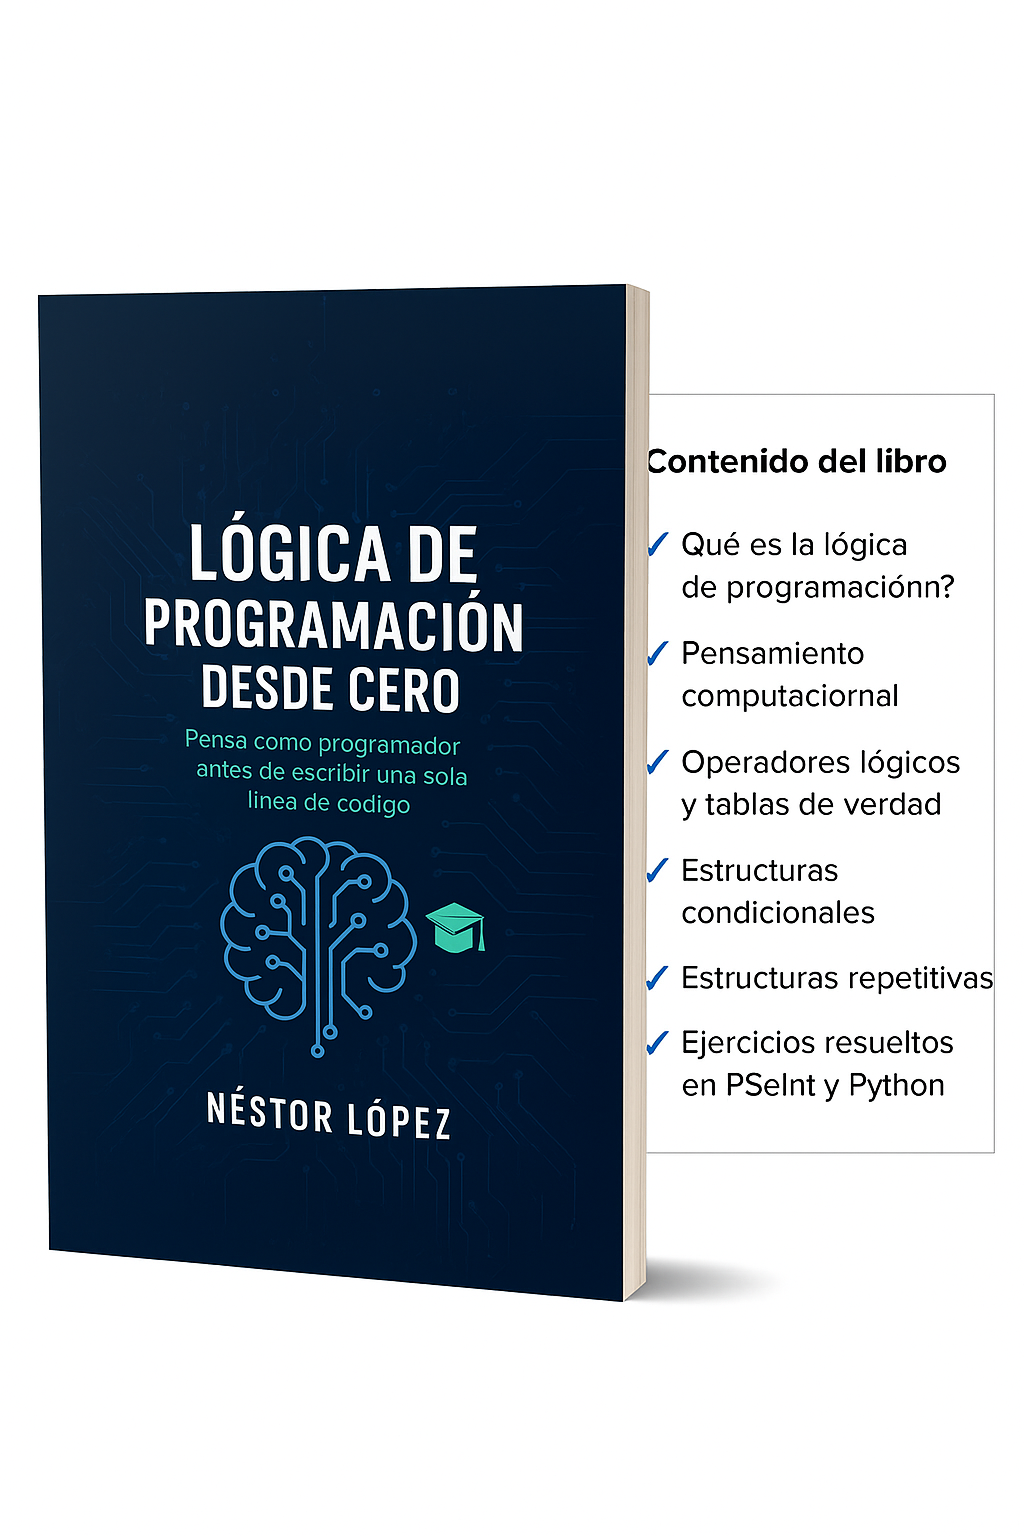 LÓGICA DE
PROGRAMACIÓN
DESDE CERO
Pensa como programador
antes de escribir una sola
linea de codigo
NÉSTOR LÓPEZ
Contenido del libro
✓ Qué es la lógica
de programaciónn?
✓ Pensamiento
computaciornal
✓ Operadores lógicos
y tablas de verdad
✓ Estructuras
condicionales
✓ Estructuras repetitivas
✓ Ejercicios resueltos
en PSeInt y Python